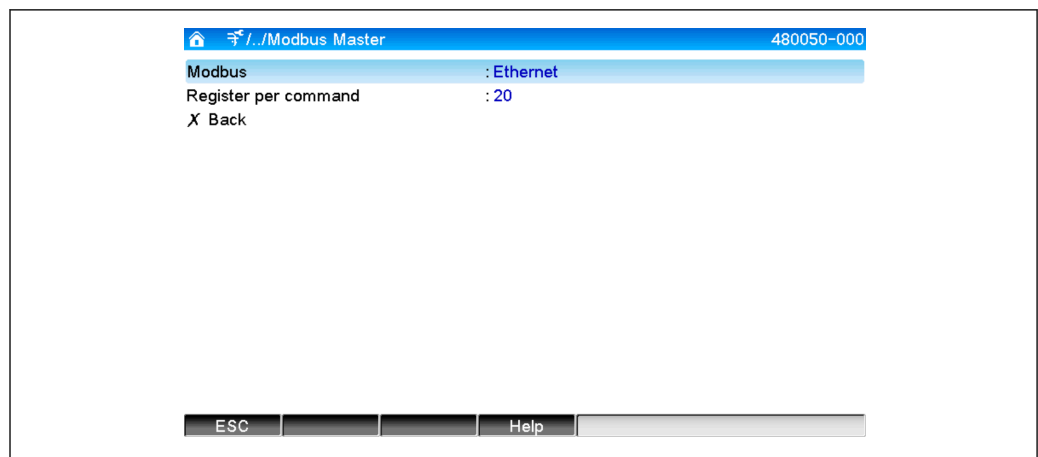 /../Modbus Master 480050-000
Modbus : Ethernet
Register per command : 20
X Back
ESC Help